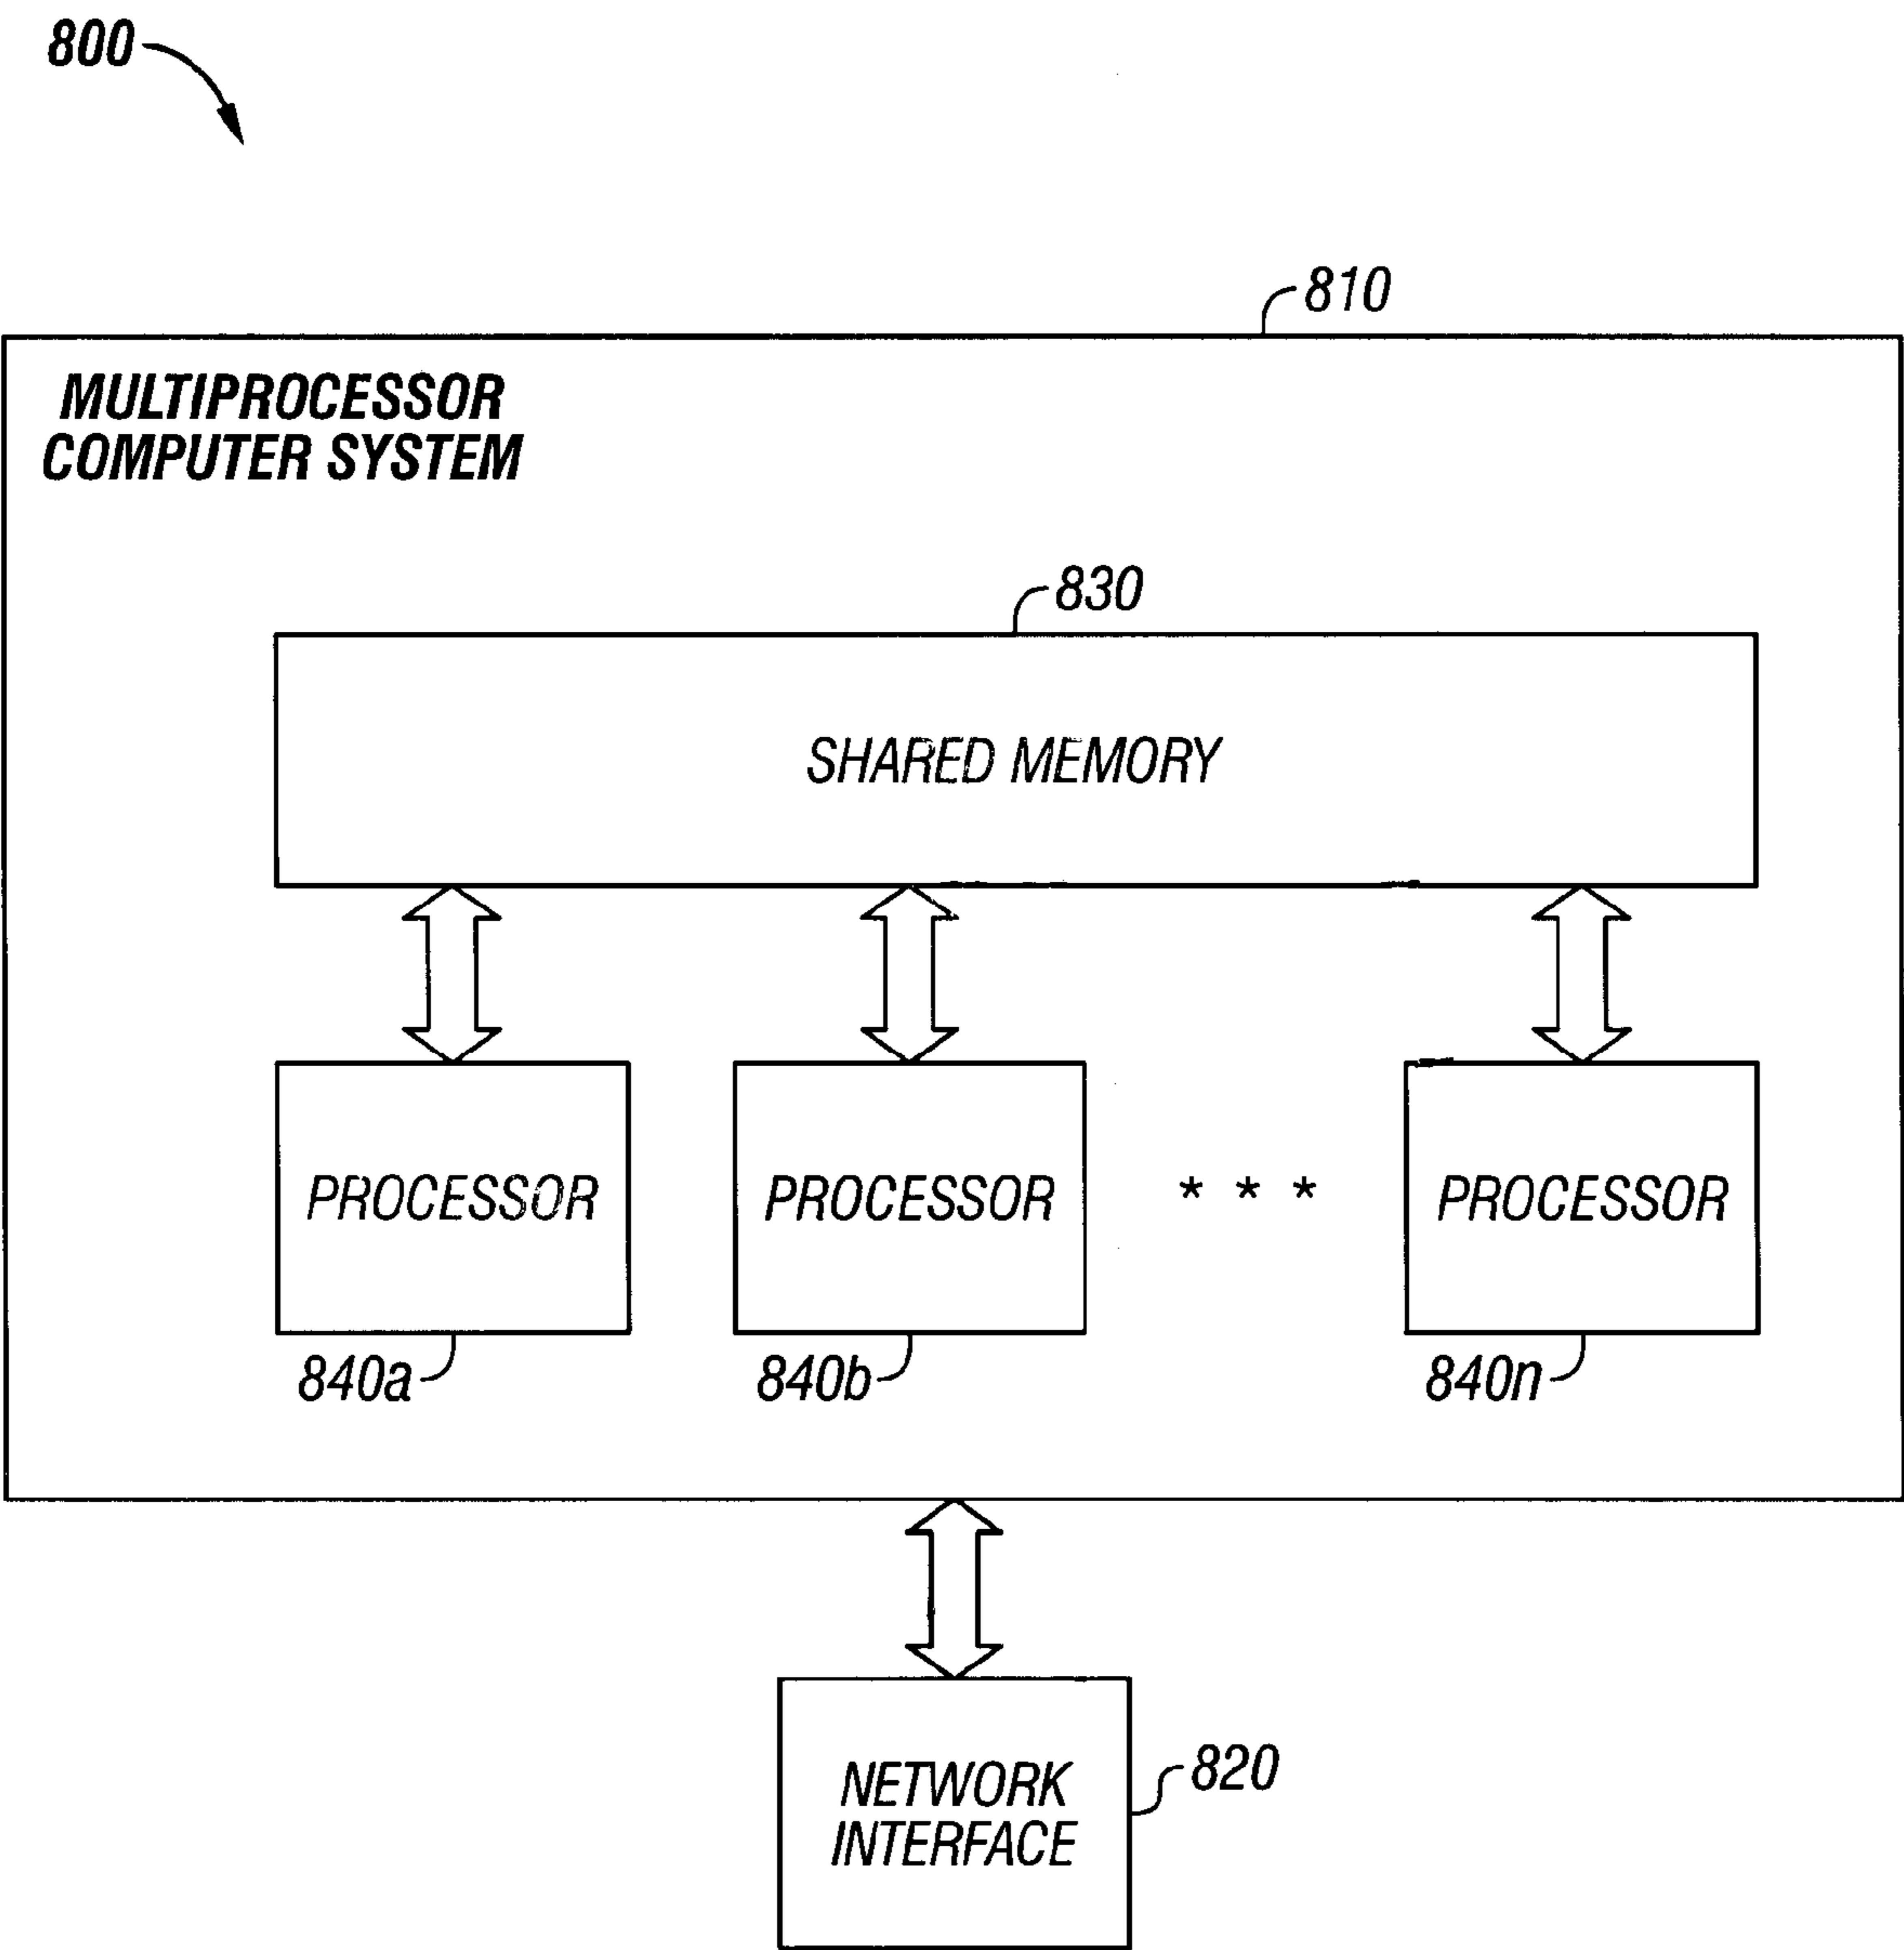 800
810
MULTIPROCESSOR
COMPUTER SYSTEM
830
SHARED MEMORY
PROCESSOR
PROCESSOR
* * *
PROCESSOR
840a
840b
840n
NETWORK
INTERFACE
820